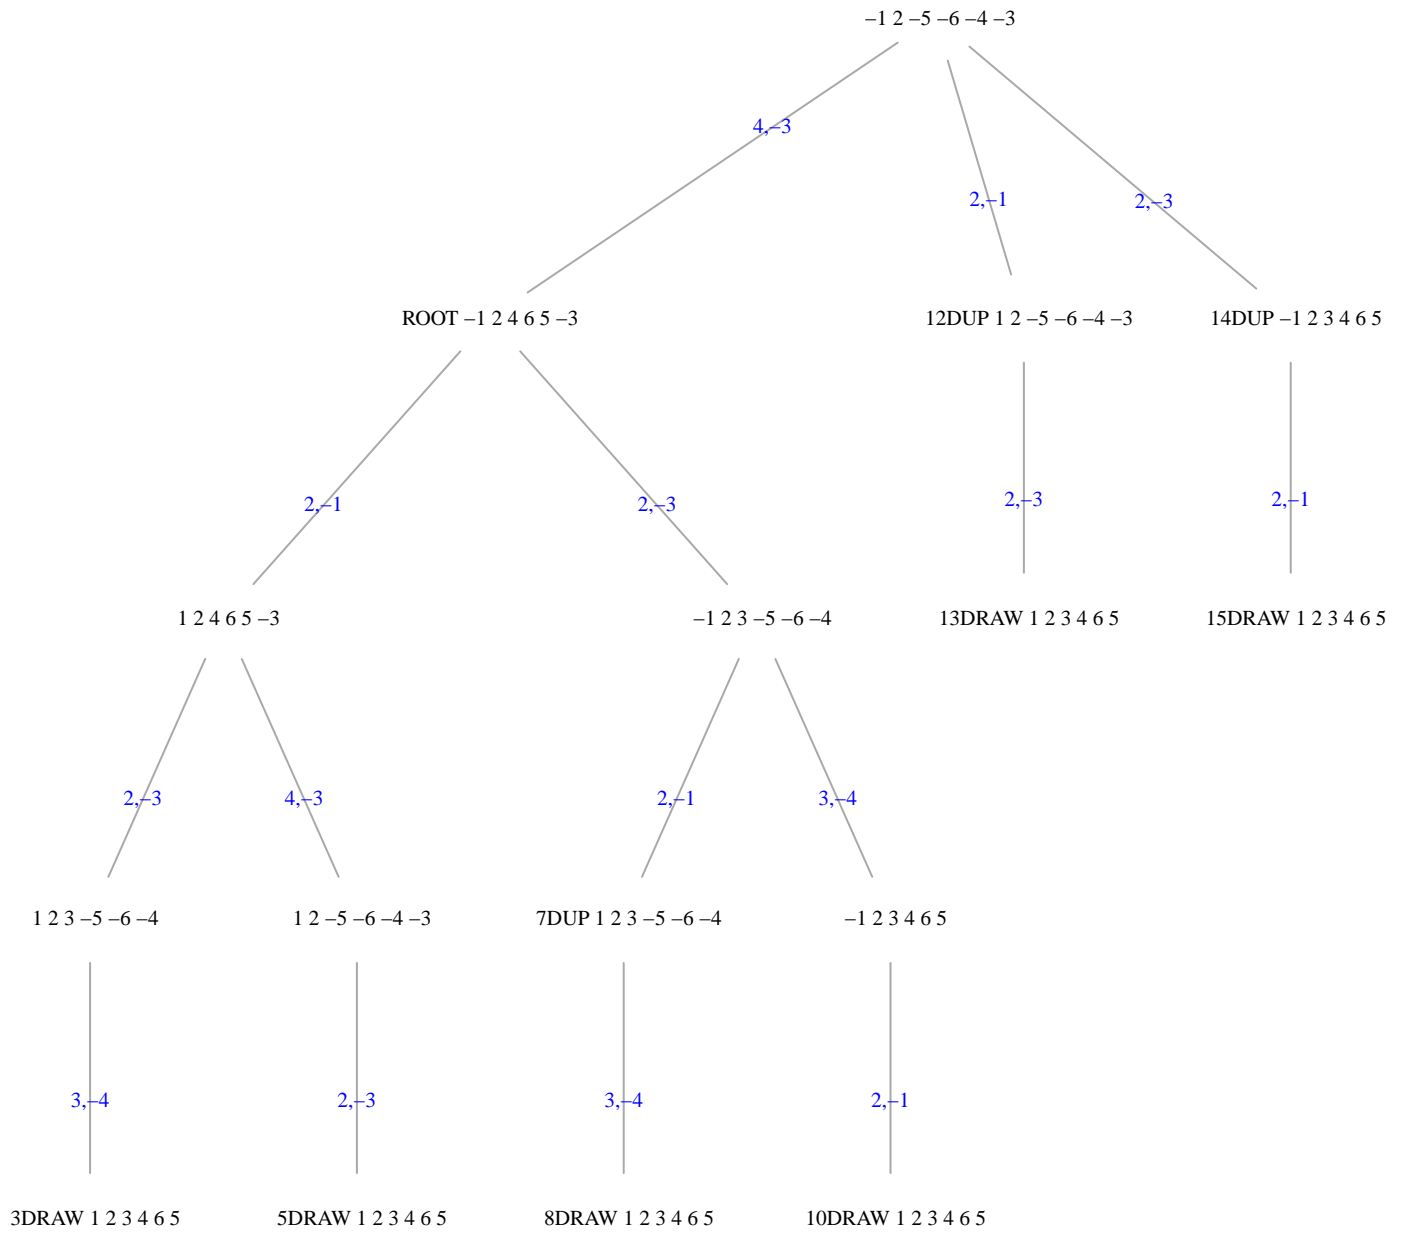 –1 2 –5 –6 –4 –3
4,–3
2,–1
2,–3
ROOT –1 2 4 6 5 –3
12DUP 1 2 –5 –6 –4 –3
14DUP –1 2 3 4 6 5
2,–1
2,–3
2,–3
2,–1
1 2 4 6 5 –3
–1 2 3 –5 –6 –4
13DRAW 1 2 3 4 6 5
15DRAW 1 2 3 4 6 5
2,–3
4,–3
2,–1
3,–4
1 2 3 –5 –6 –4
1 2 –5 –6 –4 –3
7DUP 1 2 3 –5 –6 –4
–1 2 3 4 6 5
3,–4
2,–3
3,–4
2,–1
3DRAW 1 2 3 4 6 5
5DRAW 1 2 3 4 6 5
8DRAW 1 2 3 4 6 5
10DRAW 1 2 3 4 6 5